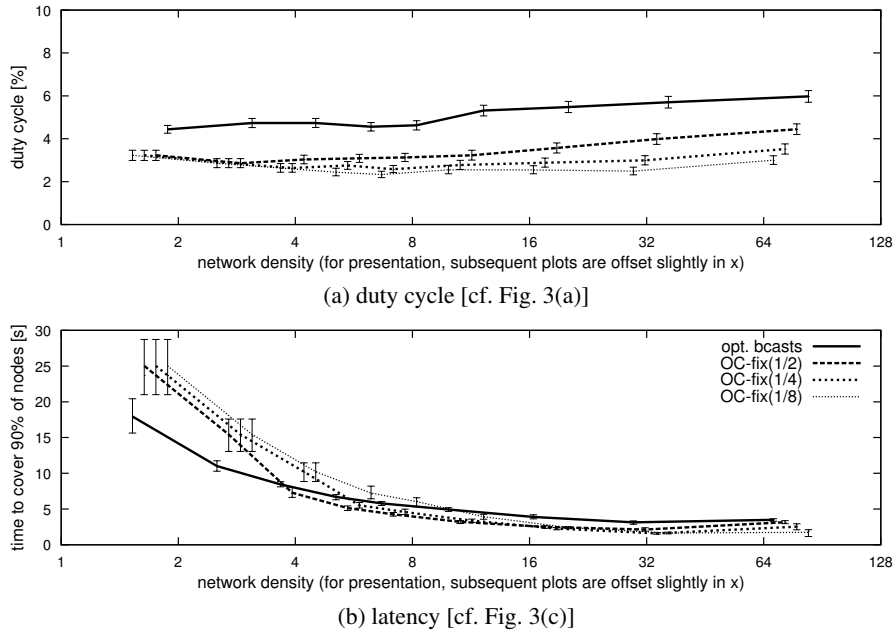 10
8
6
4
2
0
duty cycle [%]
1 2 4 8 16 32 64 128
network density (for presentation, subsequent plots are offset slightly in x)
(a) duty cycle [cf. Fig. 3(a)]
30
25
20
15
10
5
0
time to cover 90% of nodes [s]
opt. bcasts
OC-fix(1/2)
OC-fix(1/4)
OC-fix(1/8)
1 2 4 8 16 32 64 128
network density (for presentation, subsequent plots are offset slightly in x)
(b) latency [cf. Fig. 3(c)]